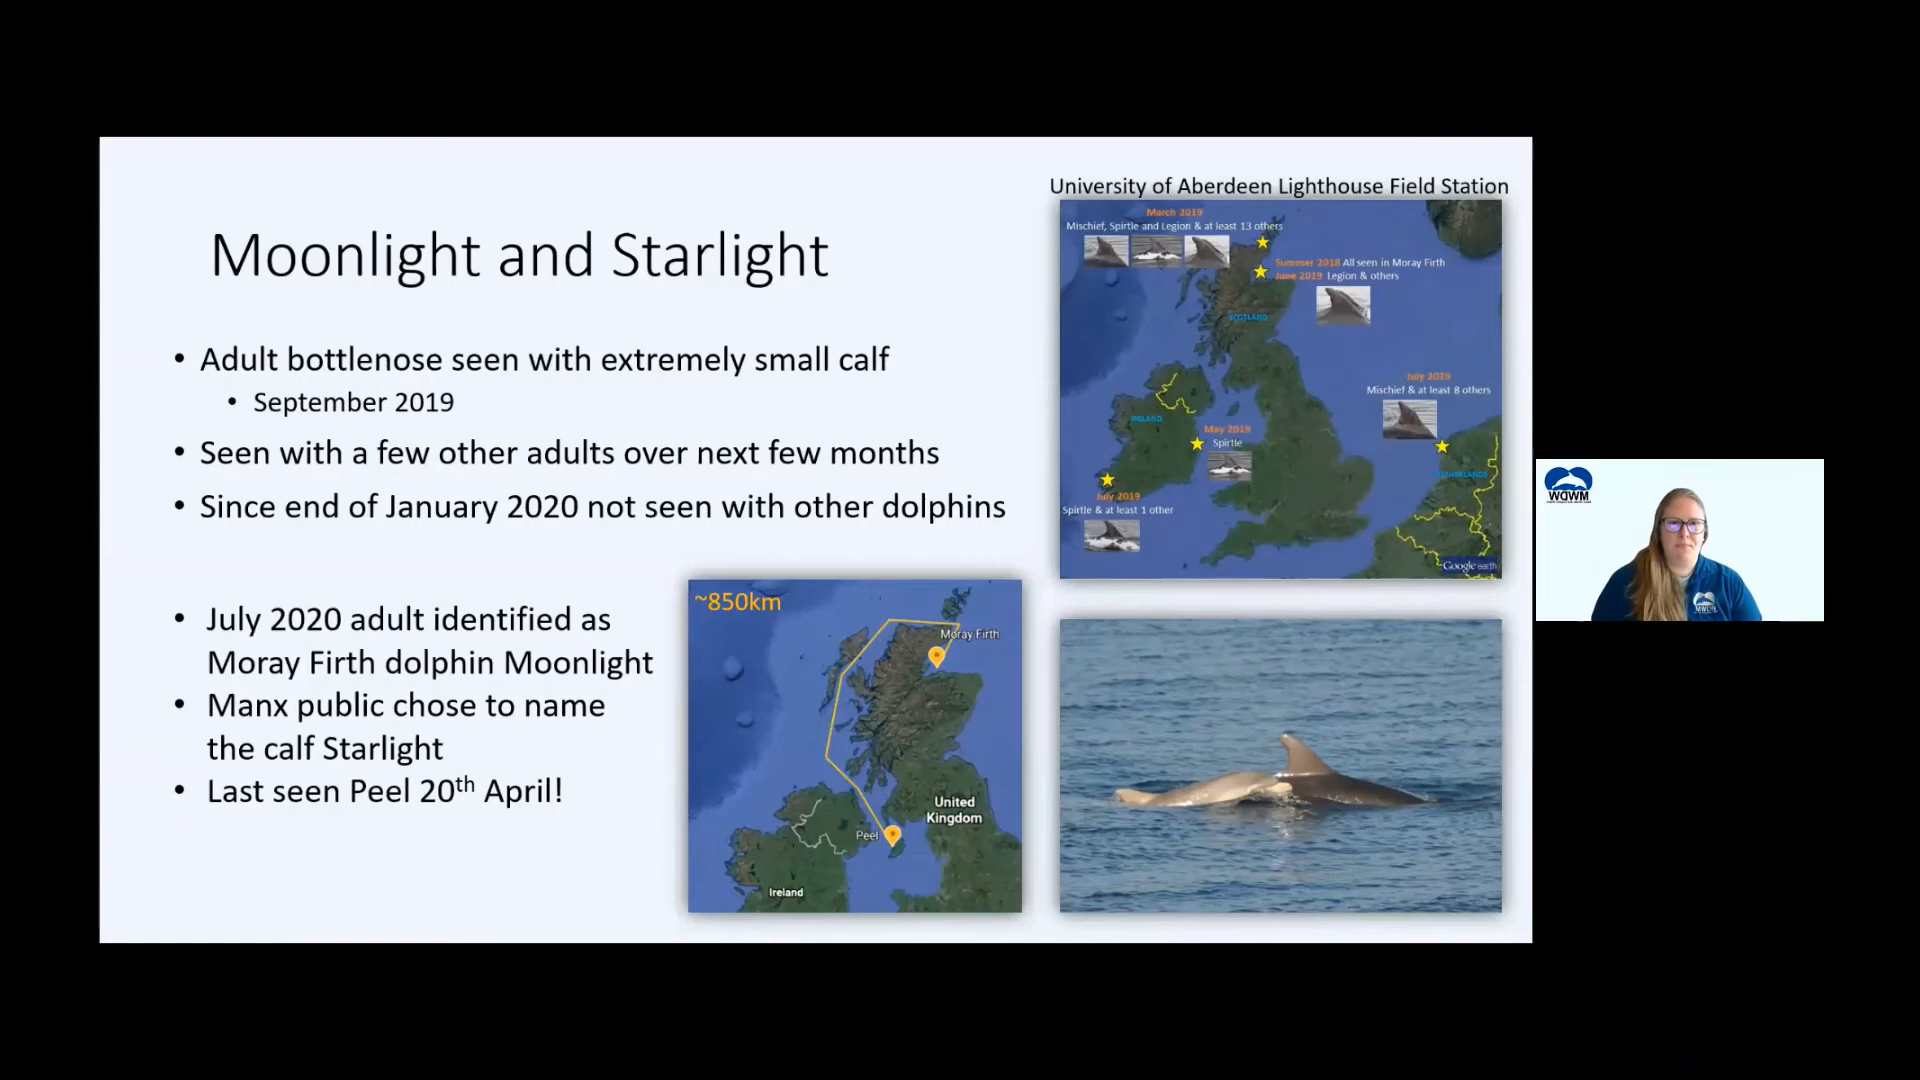 University of Aberdeen Lighthouse Field Station
Moonlight and Starlight
• Adult bottlenose seen with extremely small calf
• September 2019
• Seen with a few other adults over next few months
• Since end of January 2020 not seen with other dolphins
• July 2020 adult identified as
Moray Firth dolphin Moonlight
• Manx public chose to name
the calf Starlight
• Last seen Peel 20th April!
March 2019
Mischief, Spirtle and Legion & at least 13 others
Summer 2018 All seen in Moray Firth
June 2019 Legion & others
SCOTLAND
July 2019
Mischief & at least 8 others
IRELAND
May 2019
Spirtle
NETHERLANDS
July 2019
Spirtle & at least 1 other
Google earth
~850km
Moray Firth
United
Kingdom
Peel
Ireland
WDWM